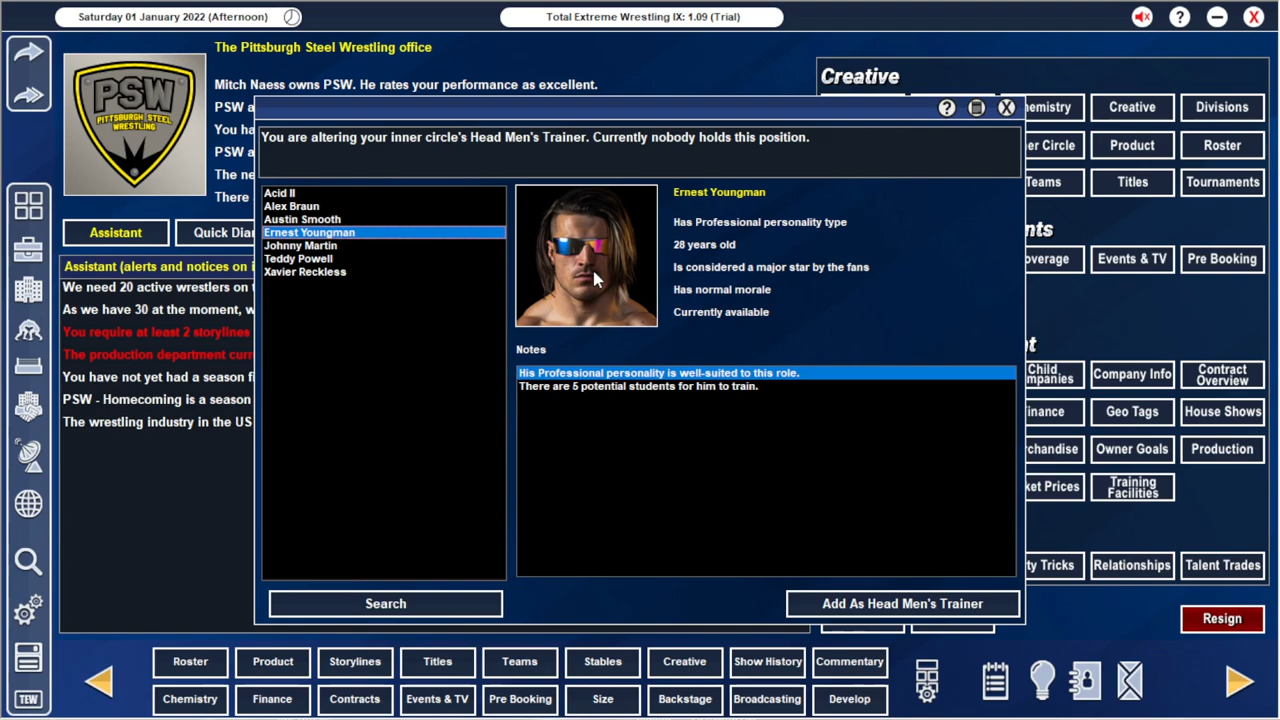 Saturday 01 January 2022 (Afternoon)
Total Extreme Wrestling IX: 1.09 (Trial)
The Pittsburgh Steel Wrestling office
Mitch Naess owns PSW. He rates your performance as excellent.
PSW a
You ha
PSW a
The ne
There
PSW
PITTSBURGH STEEL
WRESTLING
Assistant
Quick Diar
Assistant (alerts and notices on i
We need 20 active wrestlers on t
As we have 30 at the moment, w
You require at least 2 storylines
The production department curr
You have not yet had a season fi
PSW - Homecoming is a season
The wrestling industry in the US
You are altering your inner circle's Head Men's Trainer. Currently nobody holds this position.
Acid II
Alex Braun
Austin Smooth
Ernest Youngman
Johnny Martin
Teddy Powell
Xavier Reckless
Ernest Youngman
Has Professional personality type
28 years old
Is considered a major star by the fans
Has normal morale
Currently available
Notes
His Professional personality is well-suited to this role.
There are 5 potential students for him to train.
Search
Add As Head Men's Trainer
Creative
hemistry
Creative
Divisions
er Circle
Product
Roster
Teams
Titles
Tournaments
nts
overage
Events & TV
Pre Booking
t
Child
mpanies
Company Info
Contract
Overview
inance
Geo Tags
House Shows
rchandise
Owner Goals
Production
ket Prices
Training
Facilities
ty Tricks
Relationships
Talent Trades
Resign
TEW
Roster
Product
Storylines
Titles
Teams
Stables
Creative
Show History
Commentary
Chemistry
Finance
Contracts
Events & TV
Pre Booking
Size
Backstage
Broadcasting
Develop